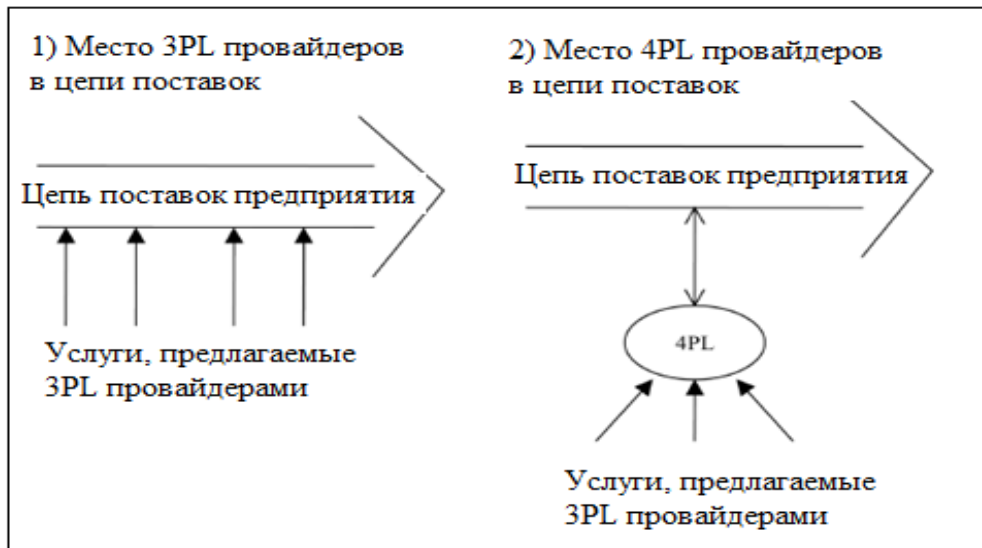 1) Место 3PL провайдеров
в цепи поставок
Цепь поставок предприятия
Услуги, предлагаемые
3PL провайдерами
2) Место 4PL провайдеров
в цепи поставок
Цепь поставок предприятия
4PL
Услуги, предлагаемые
3PL провайдерами